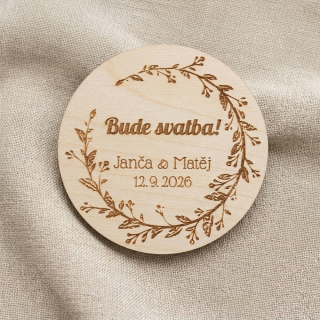 Bude svatba!
Janča & Matěj
12. 9. 2026